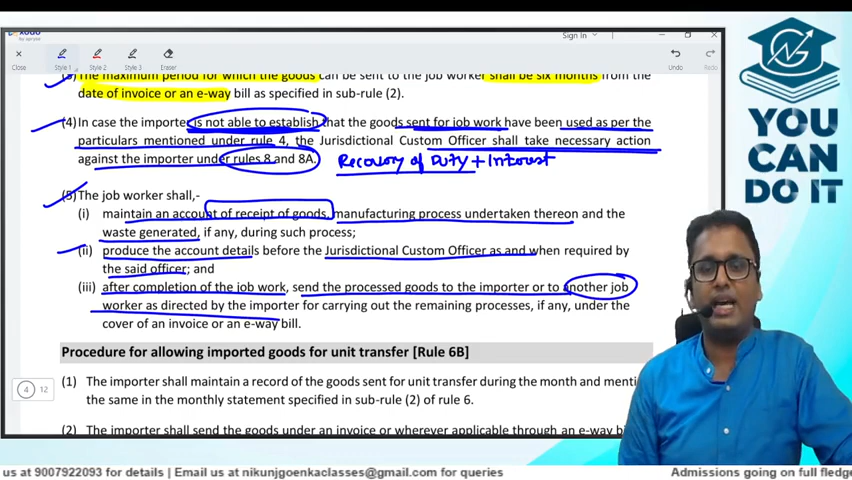 xodo
Sign In
Close
Style 1
Style 2
Style 3
Eraser
Undo
Redo
(3) The maximum period for which the goods can be sent to the job worker shall be six months from the
date of invoice or an e-way bill as specified in sub-rule (2).
(4) In case the importer is not able to establish that the goods sent for job work have been used as per the
particulars mentioned under rule 4, the Jurisdictional Custom Officer shall take necessary action
against the importer under rules 8 and 8A. Recovery of Duty + Interest
(5) The job worker shall,-
(i) maintain an account of receipt of goods, manufacturing process undertaken thereon and the
waste generated, if any, during such process;
(ii) produce the account details before the Jurisdictional Custom Officer as and when required by
the said officer; and
(iii) after completion of the job work, send the processed goods to the importer or to another job
worker as directed by the importer for carrying out the remaining processes, if any, under the
cover of an invoice or an e-way bill.
Procedure for allowing imported goods for unit transfer [Rule 6B]
4 12
(1) The importer shall maintain a record of the goods sent for unit transfer during the month and menti
the same in the monthly statement specified in sub-rule (2) of rule 6.
(2) The importer shall send the goods under an invoice or wherever applicable through an e-way bi
NG
YOU
CAN
DO IT
us at 9007922093 for details | Email us at nikunjgoenkaclasses@gmail.com for queries
Admissions going on full fledge